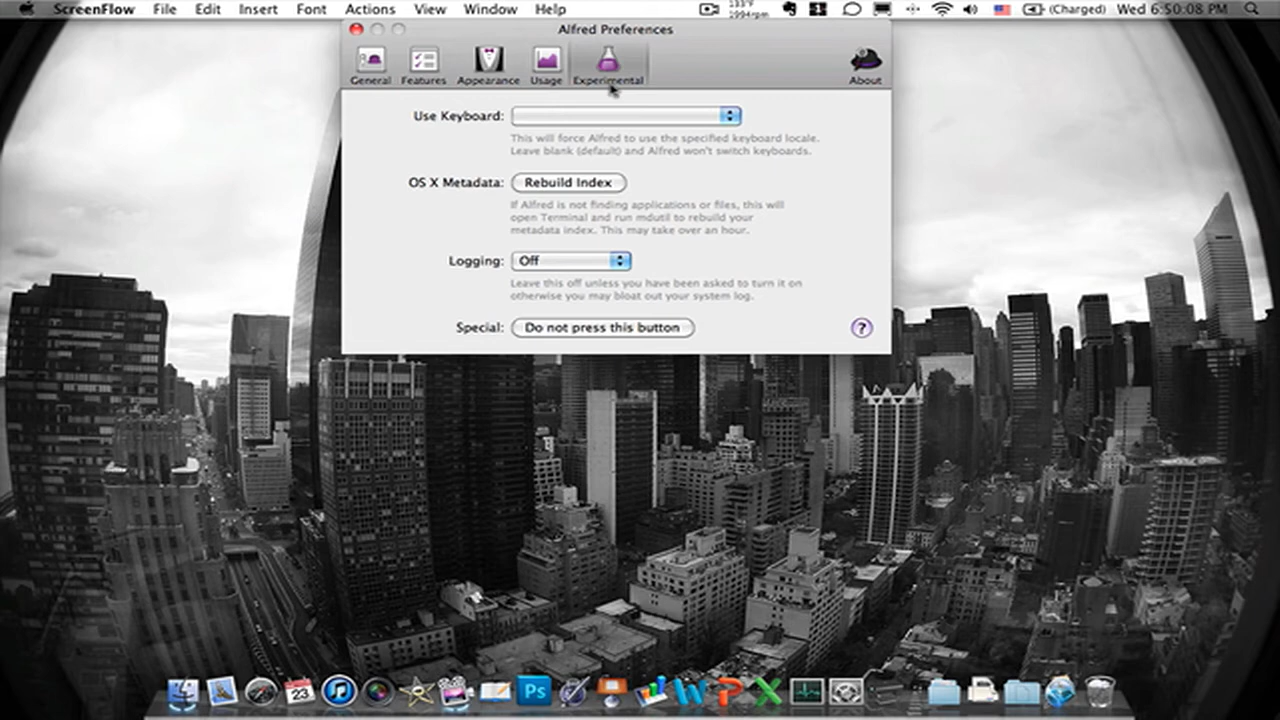 ScreenFlow File Edit Insert Font Actions View Window Help (Charged) Wed 6:50:08 PM
133°F
1994rpm
Alfred Preferences
General Features Appearance Usage Experimental About
Use Keyboard:
This will force Alfred to use the specified keyboard locale.
Leave blank (default) and Alfred won't switch keyboards.
OS X Metadata: Rebuild Index
If Alfred is not finding applications or files, this will
open Terminal and run mdutil to rebuild your
metadata index. This may take over an hour.
Logging: Off
Leave this off unless you have been asked to turn it on
otherwise you may bloat out your system log.
Special: Do not press this button ?
23 Ps W P X